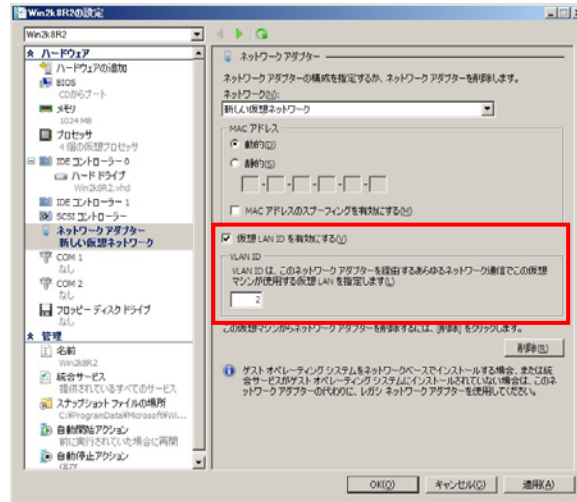 Win2k8R2の設定
Win2k8R2
ハードウェア
ハードウェアの追加
BIOS
CDからブート
メモリ
1024 MB
プロセッサ
4 個の仮想プロセッサ
IDE コントローラー 0
ハード ドライブ
Win2k8R2.vhd
IDE コントローラー 1
SCSI コントローラー
ネットワーク アダプター
新しい仮想ネットワーク
COM 1
なし
COM 2
なし
フロッピー ディスク ドライブ
なし
管理
名前
Win2k8R2
統合サービス
提供されているすべてのサービス
スナップショット ファイルの場所
C:¥ProgramData¥Microsoft¥Wi...
自動開始アクション
前に実行されていた場合に再開
自動停止アクション
保存
ネットワーク アダプター
ネットワーク アダプターの構成を指定するか、ネットワーク アダプターを削除します。
ネットワーク(N):
新しい仮想ネットワーク
MAC アドレス
動的(D)
静的(S)
- - - - -
MAC アドレスのスプーフィングを有効にする(M)
仮想 LAN ID を有効にする(V)
VLAN ID
VLAN ID は、このネットワーク アダプターを経由するあらゆるネットワーク通信でこの仮想
マシンが使用する仮想 LAN を指定します(L)
2
この仮想マシンからネットワーク アダプターを削除するには、[削除] をクリックします。
削除(R)
ゲスト オペレーティング システムをネットワークベースでインストールする場合、または統
合サービスがゲスト オペレーティング システムにインストールされていない場合は、このネ
ットワーク アダプターの代わりに、レガシ ネットワーク アダプターを使用してください。
OK(O)
キャンセル(C)
適用(A)